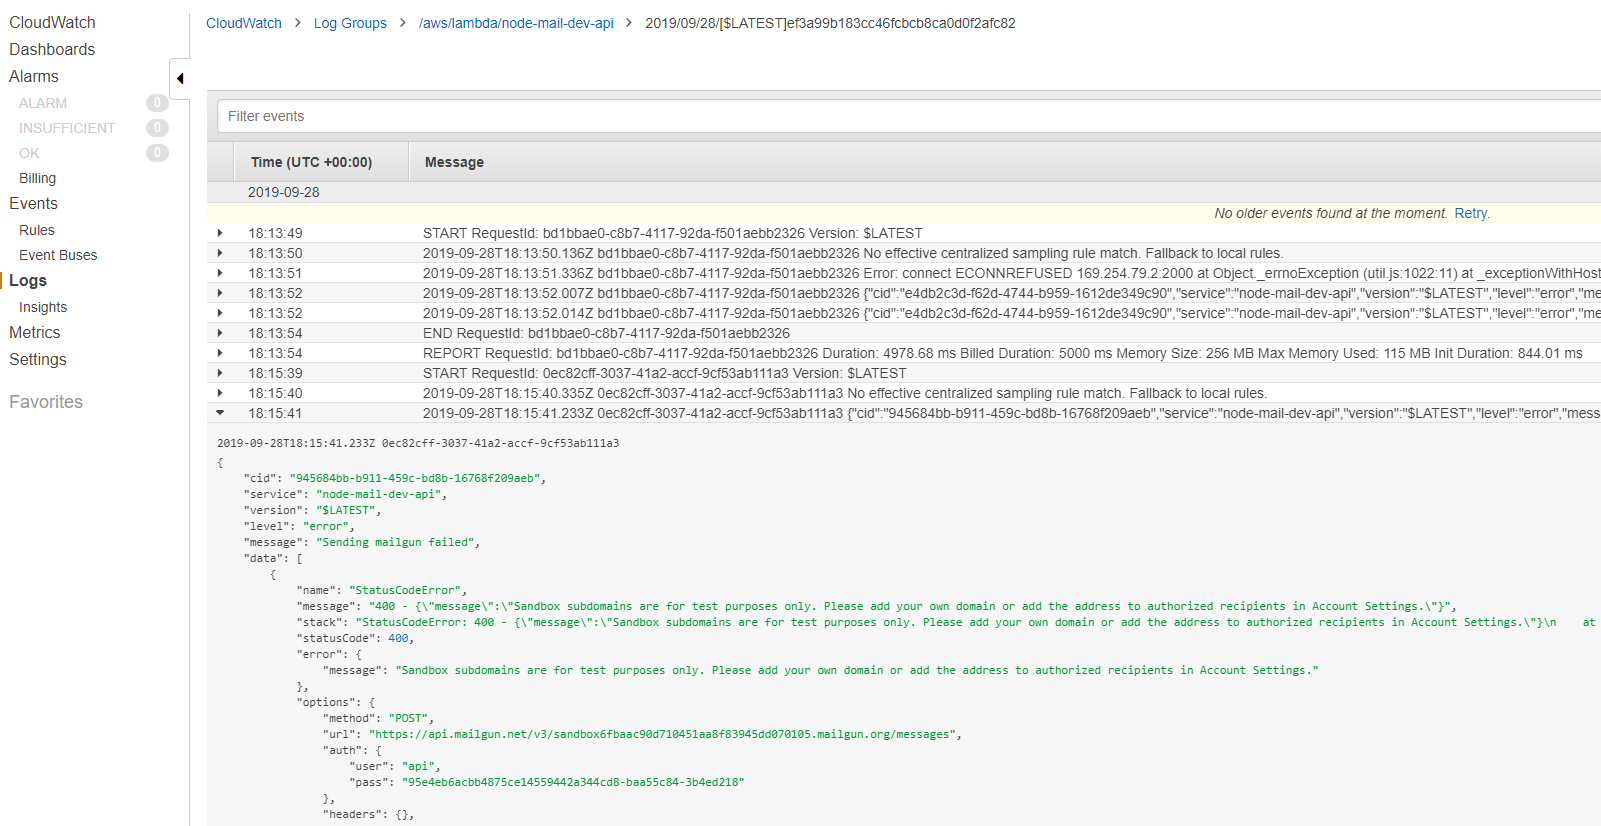 CloudWatch
Dashboards
Alarms
ALARM 0
INSUFFICIENT 0
OK 0
Billing
Events
Rules
Event Buses
Logs
Insights
Metrics
Settings
Favorites
CloudWatch > Log Groups > /aws/lambda/node-mail-dev-api > 2019/09/28/[$LATEST]ef3a99b183cc46fcbcb8ca0d0f2afc82
Filter events
Time (UTC +00:00) Message
2019-09-28
No older events found at the moment. Retry.
18:13:49 START RequestId: bd1bbae0-c8b7-4117-92da-f501aebb2326 Version: $LATEST
18:13:50 2019-09-28T18:13:50.136Z bd1bbae0-c8b7-4117-92da-f501aebb2326 No effective centralized sampling rule match. Fallback to local rules.
18:13:51 2019-09-28T18:13:51.336Z bd1bbae0-c8b7-4117-92da-f501aebb2326 Error: connect ECONNREFUSED 169.254.79.2:2000 at Object._errnoException (util.js:1022:11) at _exceptionWithHost
18:13:52 2019-09-28T18:13:52.007Z bd1bbae0-c8b7-4117-92da-f501aebb2326 {"cid":"e4db2c3d-f62d-4744-b959-1612de349c90","service":"node-mail-dev-api","version":"$LATEST","level":"error","me
18:13:52 2019-09-28T18:13:52.014Z bd1bbae0-c8b7-4117-92da-f501aebb2326 {"cid":"e4db2c3d-f62d-4744-b959-1612de349c90","service":"node-mail-dev-api","version":"$LATEST","level":"error","me
18:13:54 END RequestId: bd1bbae0-c8b7-4117-92da-f501aebb2326
18:13:54 REPORT RequestId: bd1bbae0-c8b7-4117-92da-f501aebb2326 Duration: 4978.68 ms Billed Duration: 5000 ms Memory Size: 256 MB Max Memory Used: 115 MB Init Duration: 844.01 ms
18:15:39 START RequestId: 0ec82cff-3037-41a2-accf-9cf53ab111a3 Version: $LATEST
18:15:40 2019-09-28T18:15:40.335Z 0ec82cff-3037-41a2-accf-9cf53ab111a3 No effective centralized sampling rule match. Fallback to local rules.
18:15:41 2019-09-28T18:15:41.233Z 0ec82cff-3037-41a2-accf-9cf53ab111a3 {"cid":"945684bb-b911-459c-bd8b-16768f209aeb","service":"node-mail-dev-api","version":"$LATEST","level":"error","mess
2019-09-28T18:15:41.233Z 0ec82cff-3037-41a2-accf-9cf53ab111a3
{
"cid": "945684bb-b911-459c-bd8b-16768f209aeb",
"service": "node-mail-dev-api",
"version": "$LATEST",
"level": "error",
"message": "Sending mailgun failed",
"data": [
{
"name": "StatusCodeError",
"message": "400 - {\"message\":\"Sandbox subdomains are for test purposes only. Please add your own domain or add the address to authorized recipients in Account Settings.\"}",
"stack": "StatusCodeError: 400 - {\"message\":\"Sandbox subdomains are for test purposes only. Please add your own domain or add the address to authorized recipients in Account Settings.\"}\n at
"statusCode": 400,
"error": {
"message": "Sandbox subdomains are for test purposes only. Please add your own domain or add the address to authorized recipients in Account Settings."
},
"options": {
"method": "POST",
"url": "https://api.mailgun.net/v3/sandbox6fbaac90d710451aa8f83945dd070105.mailgun.org/messages",
"auth": {
"user": "api",
"pass": "95e4eb6acbb4875ce14559442a344cd8-baa55c84-3b4ed218"
},
"headers": {},